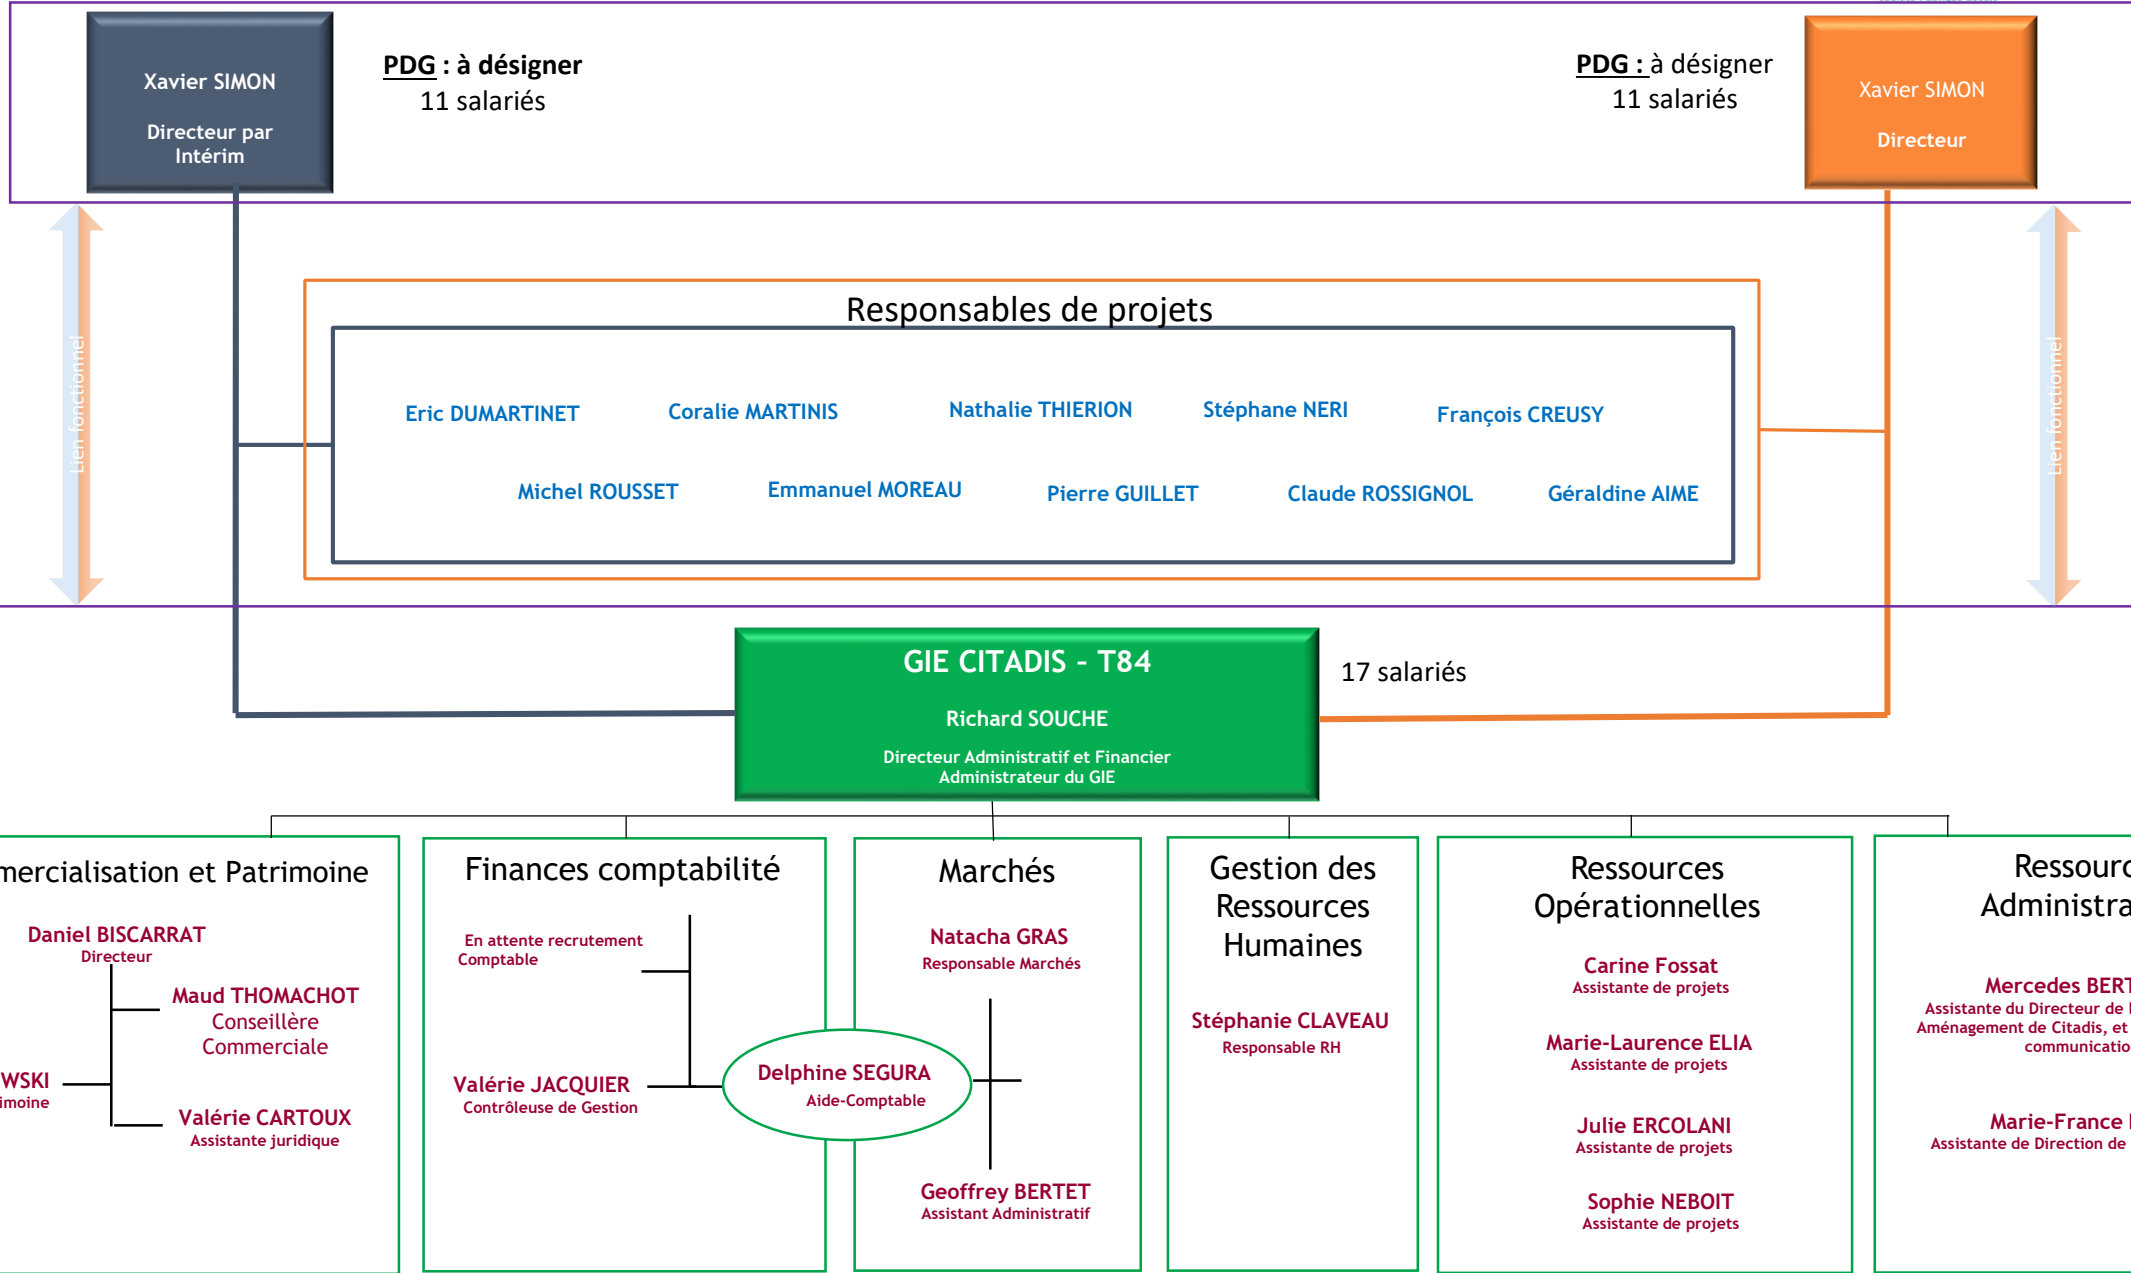 Xavier SIMON
Directeur par
Intérim
PDG : à désigner
11 salariés
PDG : à désigner
11 salariés
Xavier SIMON
Directeur
Lien fonctionnel
Lien fonctionnel
Responsables de projets
Eric DUMARTINET
Coralie MARTINIS
Nathalie THIERION
Stéphane NERI
François CREUSY
Michel ROUSSET
Emmanuel MOREAU
Pierre GUILLET
Claude ROSSIGNOL
Géraldine AIME
GIE CITADIS – T84
Richard SOUCHE
Directeur Administratif et Financier
Administrateur du GIE
17 salariés
mercialisation et Patrimoine
Daniel BISCARRAT
Directeur
Maud THOMACHOT
Conseillère
Commerciale
WSKI
imoine
Valérie CARTOUX
Assistante juridique
Finances comptabilité
En attente recrutement
Comptable
Valérie JACQUIER
Contrôleuse de Gestion
Delphine SEGURA
Aide-Comptable
Marchés
Natacha GRAS
Responsable Marchés
Geoffrey BERTET
Assistant Administratif
Gestion des
Ressources
Humaines
Stéphanie CLAVEAU
Responsable RH
Ressources
Opérationnelles
Carine Fossat
Assistante de projets
Marie-Laurence ELIA
Assistante de projets
Julie ERCOLANI
Assistante de projets
Sophie NEBOIT
Assistante de projets
Ressourc
Administra
Mercedes BERT
Assistante du Directeur de
Aménagement de Citadis, et
communicatio
Marie-France
Assistante de Direction de